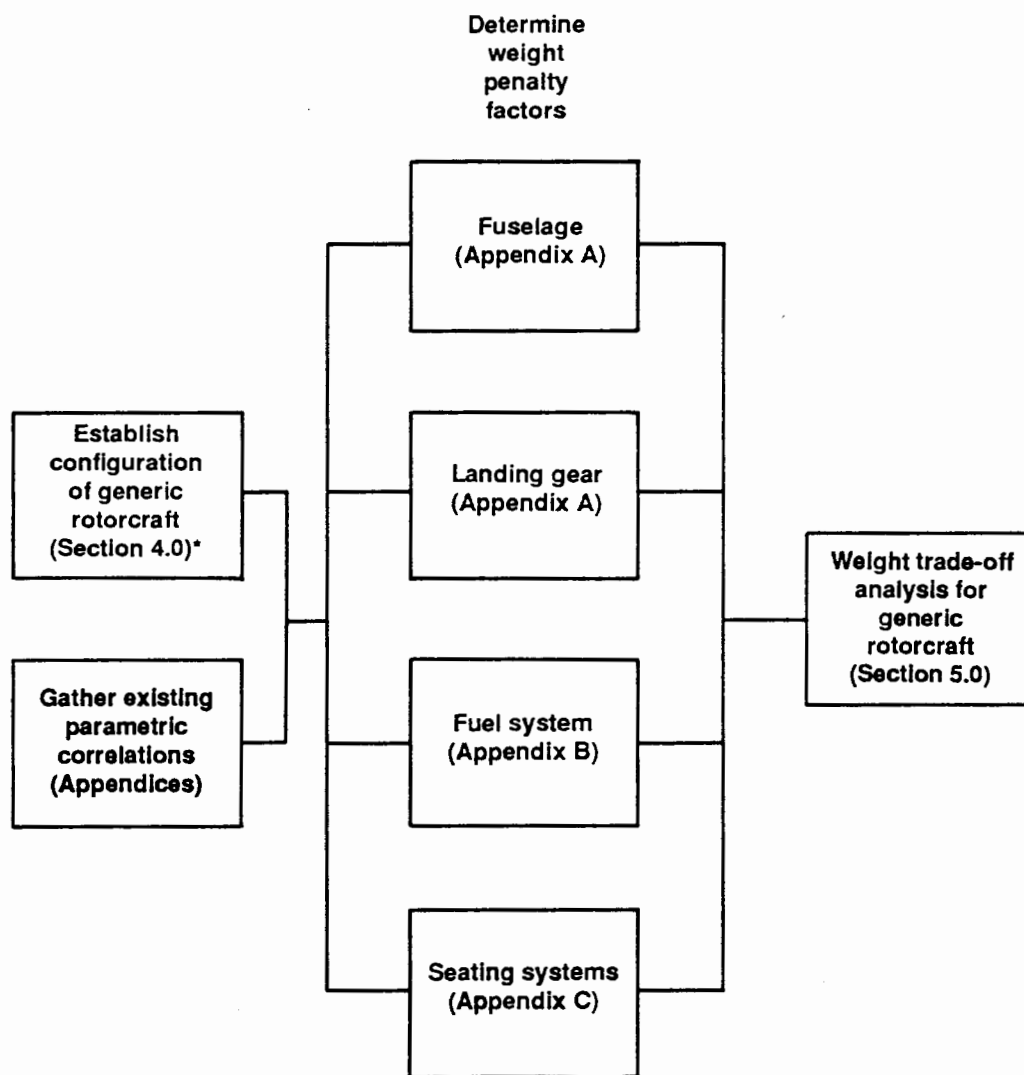 Determine
weight
penalty
factors
Fuselage
(Appendix A)
Establish
configuration
of generic
rotorcraft
(Section 4.0)*
Gather existing
parametric
correlations
(Appendices)
Landing gear
(Appendix A)
Fuel system
(Appendix B)
Seating systems
(Appendix C)
Weight trade-off
analysis for
generic
rotorcraft
(Section 5.0)